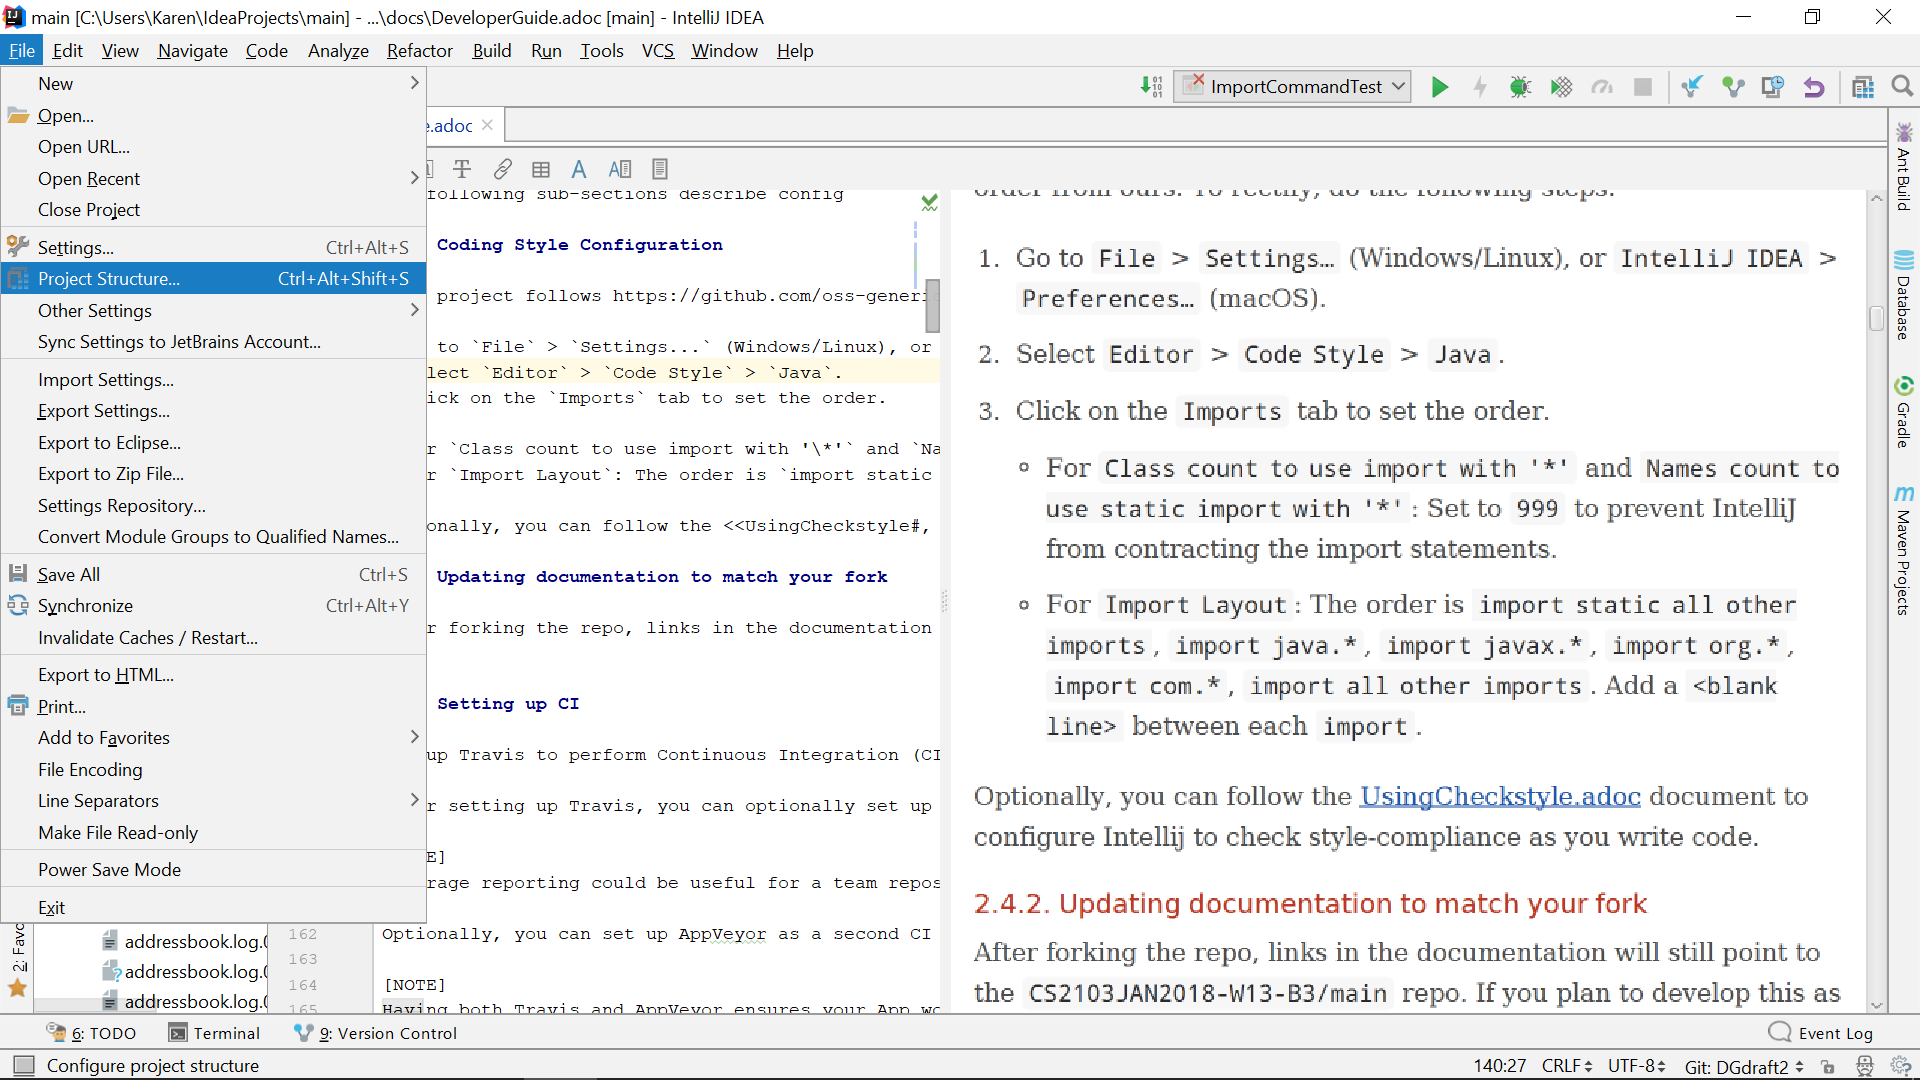 main [C:\Users\Karen\IdeaProjects\main] - ...\docs\DeveloperGuide.adoc [main] - IntelliJ IDEA
File Edit View Navigate Code Analyze Refactor Build Run Tools VCS Window Help
ImportCommandTest
New
Open...
Open URL...
Open Recent
Close Project
Settings... Ctrl+Alt+S
Project Structure... Ctrl+Alt+Shift+S
Other Settings
Sync Settings to JetBrains Account...
Import Settings...
Export Settings...
Export to Eclipse...
Export to Zip File...
Settings Repository...
Convert Module Groups to Qualified Names...
Save All Ctrl+S
Synchronize Ctrl+Alt+Y
Invalidate Caches / Restart...
Export to HTML...
Print...
Add to Favorites
File Encoding
Line Separators
Make File Read-only
Power Save Mode
Exit
2: Favo
addressbook.log.0
addressbook.log.0
addressbook.log.0
e.adoc
following sub-sections describe config
Coding Style Configuration
project follows https://github.com/oss-generic
to `File` > `Settings...` (Windows/Linux), or
lect `Editor` > `Code Style` > `Java`.
ick on the `Imports` tab to set the order.
r `Class count to use import with '\*'` and `Na
r `Import Layout`: The order is `import static
onally, you can follow the <<UsingCheckstyle#,
Updating documentation to match your fork
r forking the repo, links in the documentation
Setting up CI
up Travis to perform Continuous Integration (CI
r setting up Travis, you can optionally set up
E]
rage reporting could be useful for a team repos
162 Optionally, you can set up AppVeyor as a second CI
163
164 [NOTE]
165 Having both Travis and AppVeyor ensures your App wo
order from ours. To rectify, do the following steps:
1. Go to File > Settings… (Windows/Linux), or IntelliJ IDEA >
Preferences… (macOS).
2. Select Editor > Code Style > Java.
3. Click on the Imports tab to set the order.
For Class count to use import with '*' and Names count to
use static import with '*': Set to 999 to prevent IntelliJ
from contracting the import statements.
For Import Layout: The order is import static all other
imports, import java.*, import javax.*, import org.*,
import com.*, import all other imports. Add a <blank
line> between each import.
Optionally, you can follow the UsingCheckstyle.adoc document to
configure Intellij to check style-compliance as you write code.
2.4.2. Updating documentation to match your fork
After forking the repo, links in the documentation will still point to
the CS2103JAN2018-W13-B3/main repo. If you plan to develop this as
Ant Build
Database
Gradle
m Maven Projects
6: TODO Terminal 9: Version Control Event Log
Configure project structure 140:27 CRLF UTF-8 Git: DGdraft2